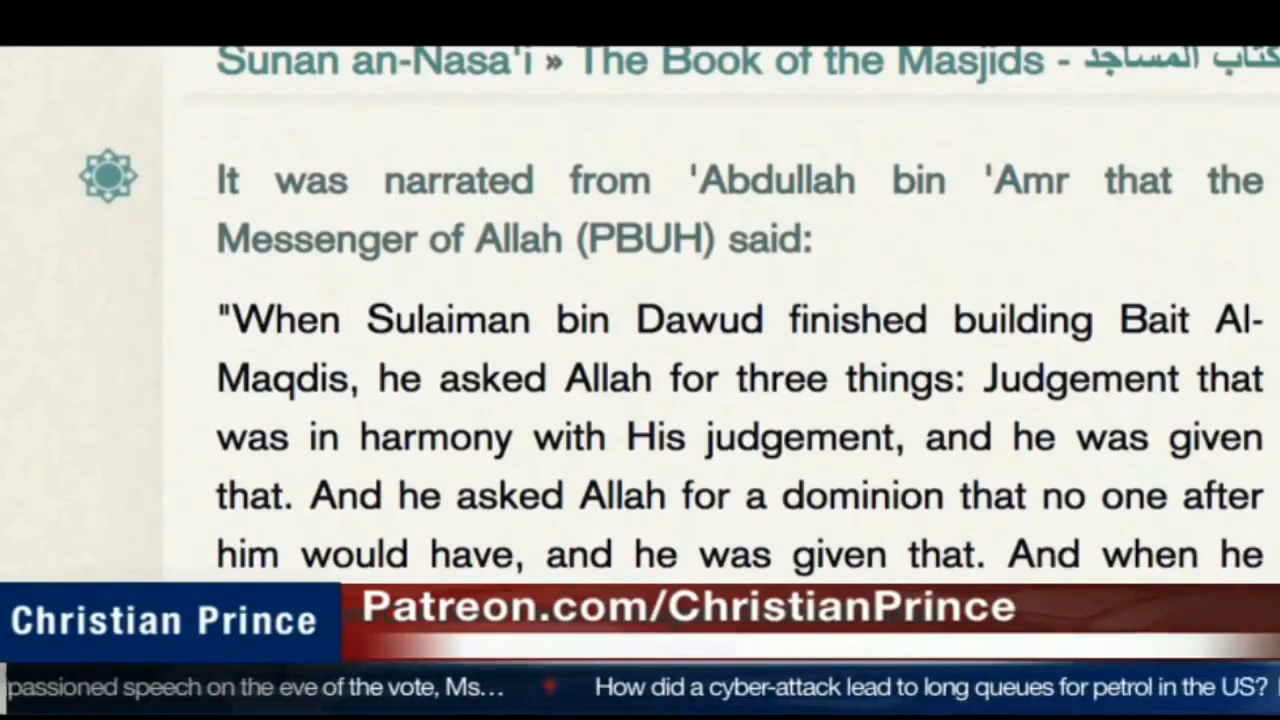 Sunan an-Nasa'i » The Book of the Masjids - كتاب المساجد
It was narrated from 'Abdullah bin 'Amr that the
Messenger of Allah (PBUH) said:
"When Sulaiman bin Dawud finished building Bait Al-
Maqdis, he asked Allah for three things: Judgement that
was in harmony with His judgement, and he was given
that. And he asked Allah for a dominion that no one after
him would have, and he was given that. And when he
Christian Prince
Patreon.com/ChristianPrince
passioned speech on the eve of the vote, Ms... How did a cyber-attack lead to long queues for petrol in the US?